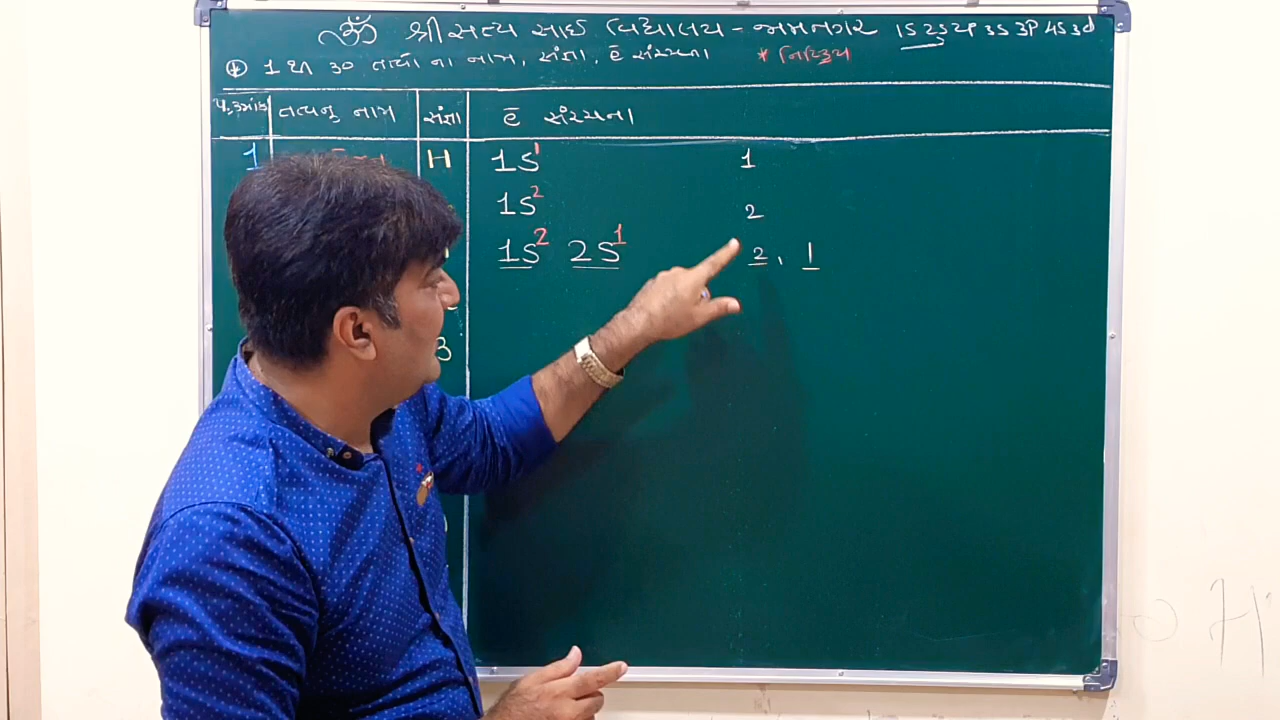 ૐ શ્રી સત્ય સાઈ વિદ્યાલય - જામનગર 1S 2S 2P 3S 3P 4S 3d
1 થી 30 તત્વો ના નામ, સંજ્ઞા, ē સંરચના * નિષ્ક્રિય
પ.ક્રમાંક તત્વનુ નામ સંજ્ઞા ē સંરચના
1 H 1S¹ 1
1S² 2
1S² 2S¹ 2, 1